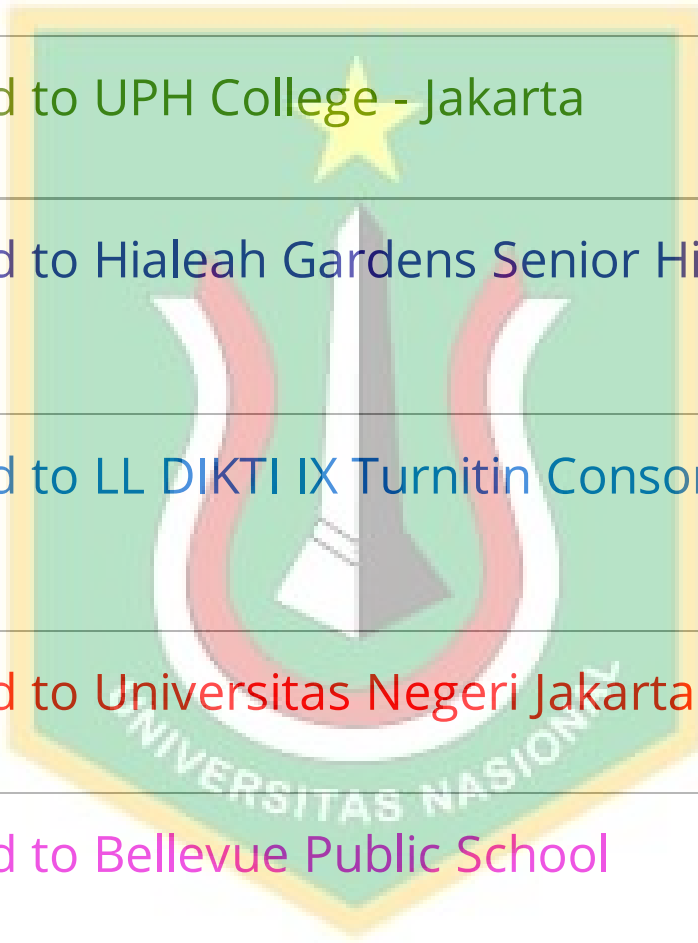 d to UPH College - Jakarta
d to Hialeah Gardens Senior Hi
d to LL DIKTI IX Turnitin Consor
d to Universitas Negeri Jakarta
UNIVERSITAS NASIONAL
d to Bellevue Public School